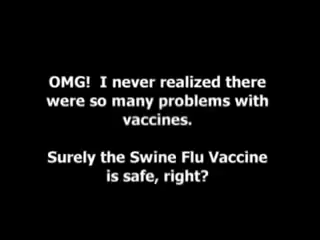 OMG!  I never realized there
were so many problems with
vaccines.
Surely the Swine Flu Vaccine
is safe, right?